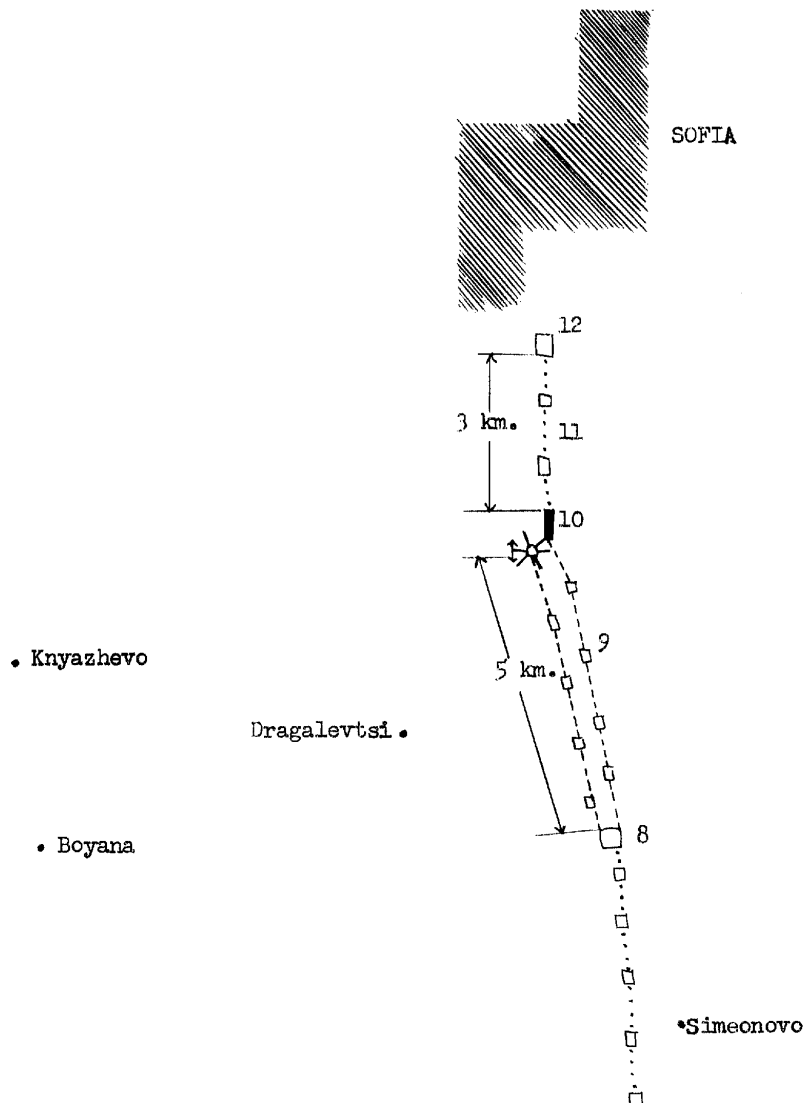 SOFIA
12
3 km.
11
10
9
Knyazhevo
5 km.
Dragalevtsi
8
Boyana
Simeonovo